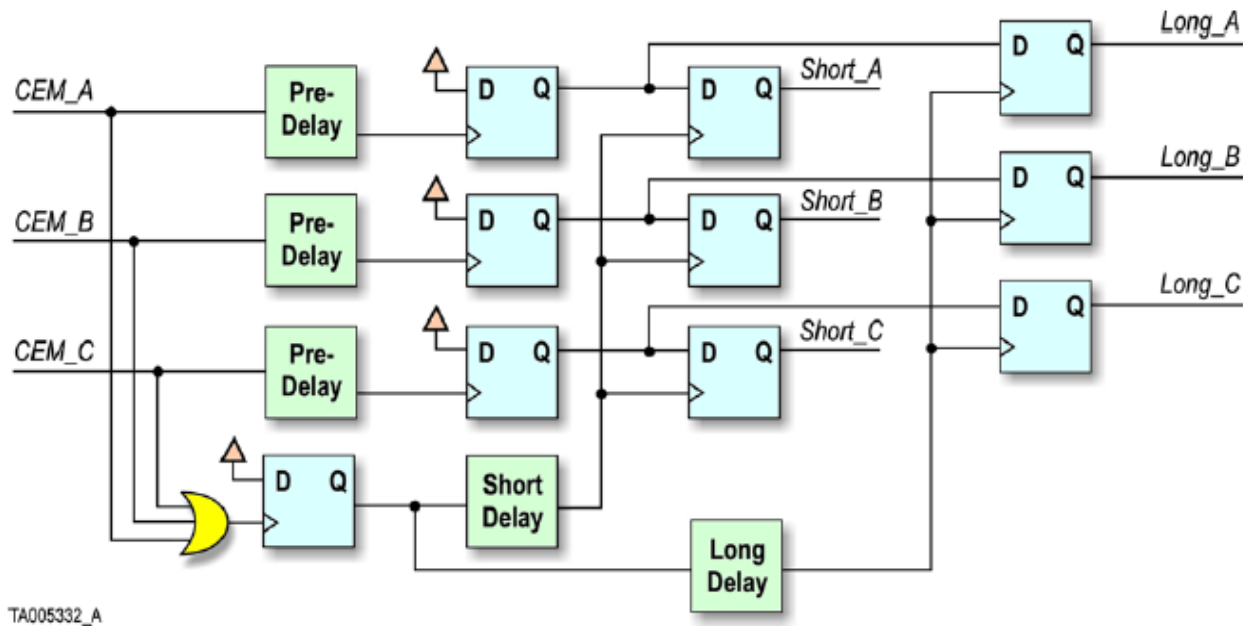 Long_A
D Q
D Q
D Q
Short_A
CEM_A
Pre-
Delay
Long_B
D Q
D Q
D Q
Short_B
CEM_B
Pre-
Delay
Long_C
D Q
D Q
D Q
Short_C
CEM_C
Pre-
Delay
D Q
Short
Delay
Long
Delay
TA005332_A